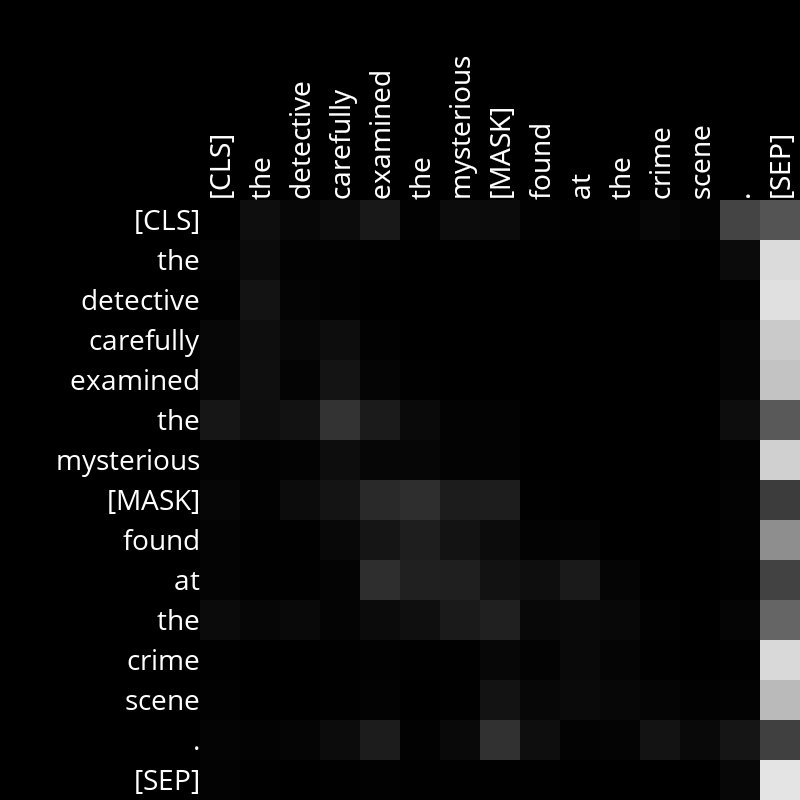 [CLS]
the
detective
carefully
examined
the
mysterious
[MASK]
found
at
the
crime
scene
.
[SEP]
[CLS]
the
detective
carefully
examined
the
mysterious
[MASK]
found
at
the
crime
scene
.
[SEP]